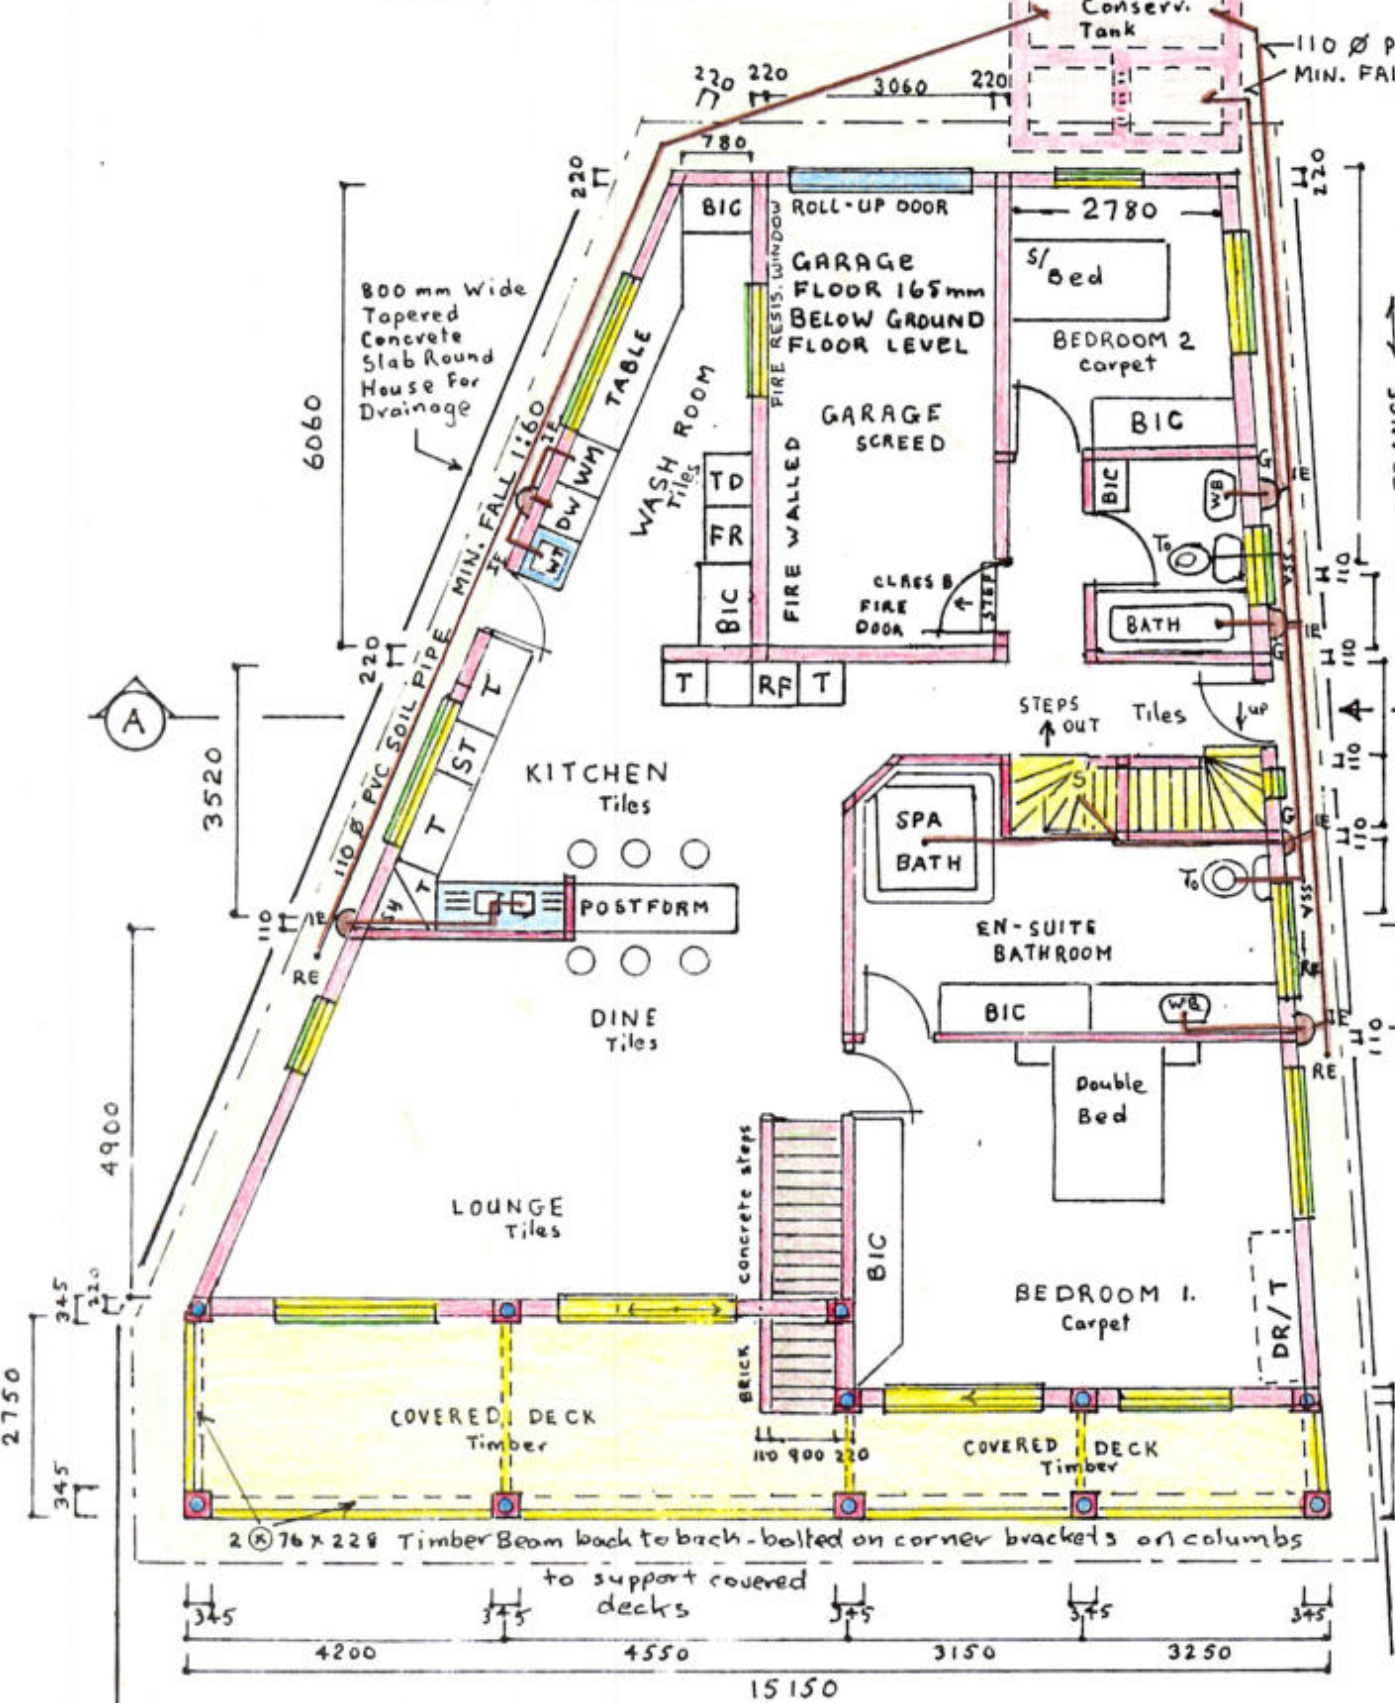 Conserv.
Tank
110 Ø P
MIN. FAL
220
220
3060
220
780
220
220
BIC
ROLL-UP DOOR
2780
FIRE RESIS. WINDOW
GARAGE
FLOOR 165mm
BELOW GROUND
FLOOR LEVEL
S/
Bed
BEDROOM 2
carpet
800 mm Wide
Tapered
Concrete
Slab Round
House For
Drainage
TABLE
6060
WASH ROOM
Tiles
GARAGE
SCREED
BIC
BIC
FIRE WALLED
TD
FR
BIC
WM
DW
WT
IE
IE
MIN. FALL 1:60
110 Ø PVC SOIL PIPE
G
IE
WB
To
VSS
110
CLASS B
FIRE
DOOR
STEP
BATH
IE
G
110
220
T
RF
T
A
T
ST
T
T
SH
STEPS
OUT
Tiles
UP
110
3520
KITCHEN
Tiles
S
SPA
BATH
G
IE
110
To
VSS
POSTFORM
110
IE
RE
EN-SUITE
BATHROOM
RE
DINE
Tiles
BIC
WB
IE
110
RE
Double
Bed
4900
concrete steps
LOUNGE
Tiles
BIC
BEDROOM 1.
Carpet
DR/T
345
220
2750
BRICK
COVERED DECK
Timber
110 900 220
COVERED DECK
Timber
345
2 ⓧ 76 x 228 Timber Beam back to back-bolted on corner brackets on columbs
to support covered
decks
345
345
345
345
345
4200
4550
3150
3250
15150